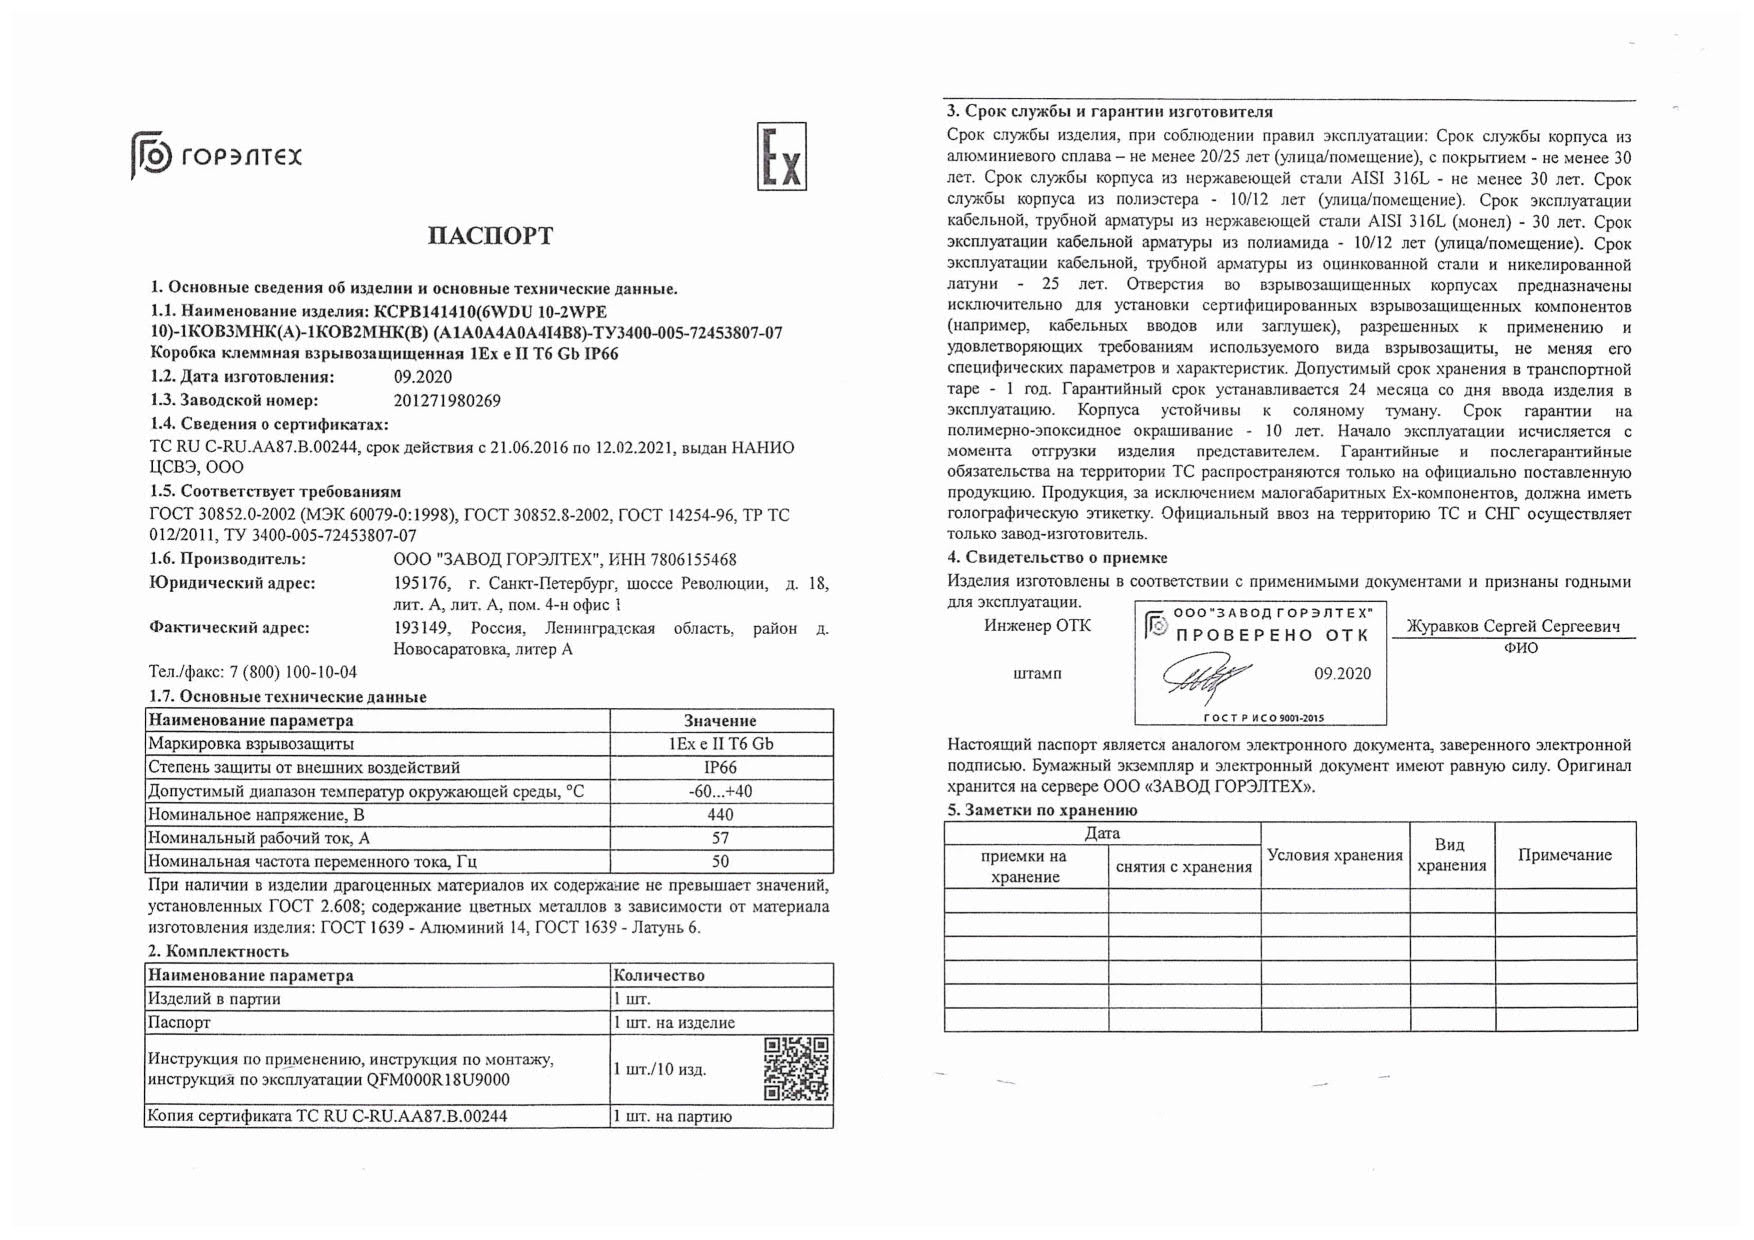 ГОРЭЛТЕХ
Ex
ПАСПОРТ
1. Основные сведения об изделии и основные технические данные.
1.1. Наименование изделия: КСРВ141410(6WDU 10-2WPE
10)-1КОВ3МНК(А)-1КОВ2МНК(В) (А1А0А4А0А4I4В8)-ТУ3400-005-72453807-07
Коробка клеммная взрывозащищенная 1Ex e II T6 Gb IP66
1.2. Дата изготовления: 09.2020
1.3. Заводской номер: 201271980269
1.4. Сведения о сертификатах:
ТС RU C-RU.АА87.В.00244, срок действия с 21.06.2016 по 12.02.2021, выдан НАНИО
ЦСВЭ, ООО
1.5. Соответствует требованиям
ГОСТ 30852.0-2002 (МЭК 60079-0:1998), ГОСТ 30852.8-2002, ГОСТ 14254-96, ТР ТС
012/2011, ТУ 3400-005-72453807-07
1.6. Производитель: ООО "ЗАВОД ГОРЭЛТЕХ", ИНН 7806155468
Юридический адрес: 195176, г. Санкт-Петербург, шоссе Революции, д. 18,
лит. А, лит. А, пом. 4-н офис 1
Фактический адрес: 193149, Россия, Ленинградская область, район д.
Новосаратовка, литер А
Тел./факс: 7 (800) 100-10-04
1.7. Основные технические данные
Наименование параметра Значение
Маркировка взрывозащиты 1Ex e II T6 Gb
Степень защиты от внешних воздействий IP66
Допустимый диапазон температур окружающей среды, °С -60...+40
Номинальное напряжение, В 440
Номинальный рабочий ток, А 57
Номинальная частота переменного тока, Гц 50
При наличии в изделии драгоценных материалов их содержание не превышает значений,
установленных ГОСТ 2.608; содержание цветных металлов в зависимости от материала
изготовления изделия: ГОСТ 1639 - Алюминий 14, ГОСТ 1639 - Латунь 6.
2. Комплектность
Наименование параметра Количество
Изделий в партии 1 шт.
Паспорт 1 шт. на изделие
Инструкция по применению, инструкция по монтажу,
инструкция по эксплуатации QFM000R18U9000 1 шт./10 изд.
Копия сертификата ТС RU C-RU.АА87.В.00244 1 шт. на партию
3. Срок службы и гарантии изготовителя
Срок службы изделия, при соблюдении правил эксплуатации: Срок службы корпуса из
алюминиевого сплава – не менее 20/25 лет (улица/помещение), с покрытием - не менее 30
лет. Срок службы корпуса из нержавеющей стали AISI 316L - не менее 30 лет. Срок
службы корпуса из полиэстера - 10/12 лет (улица/помещение). Срок эксплуатации
кабельной, трубной арматуры из нержавеющей стали AISI 316L (монел) - 30 лет. Срок
эксплуатации кабельной арматуры из полиамида - 10/12 лет (улица/помещение). Срок
эксплуатации кабельной, трубной арматуры из оцинкованной стали и никелированной
латуни - 25 лет. Отверстия во взрывозащищенных корпусах предназначены
исключительно для установки сертифицированных взрывозащищенных компонентов
(например, кабельных вводов или заглушек), разрешенных к применению и
удовлетворяющих требованиям используемого вида взрывозащиты, не меняя его
специфических параметров и характеристик. Допустимый срок хранения в транспортной
таре - 1 год. Гарантийный срок устанавливается 24 месяца со дня ввода изделия в
эксплуатацию. Корпуса устойчивы к соляному туману. Срок гарантии на
полимерно-эпоксидное окрашивание - 10 лет. Начало эксплуатации исчисляется с
момента отгрузки изделия представителем. Гарантийные и послегарантийные
обязательства на территории ТС распространяются только на официально поставленную
продукцию. Продукция, за исключением малогабаритных Ex-компонентов, должна иметь
голографическую этикетку. Официальный ввоз на территорию ТС и СНГ осуществляет
только завод-изготовитель.
4. Свидетельство о приемке
Изделия изготовлены в соответствии с применимыми документами и признаны годными
для эксплуатации.
Инженер ОТК
штамп
ООО"ЗАВОД ГОРЭЛТЕХ"
ПРОВЕРЕНО ОТК
09.2020
ГОСТ Р ИСО 9001-2015
Журавков Сергей Сергеевич
ФИО
Настоящий паспорт является аналогом электронного документа, заверенного электронной
подписью. Бумажный экземпляр и электронный документ имеют равную силу. Оригинал
хранится на сервере ООО «ЗАВОД ГОРЭЛТЕХ».
5. Заметки по хранению
Дата
приемки на
хранение
снятия с хранения
Условия хранения
Вид
хранения
Примечание